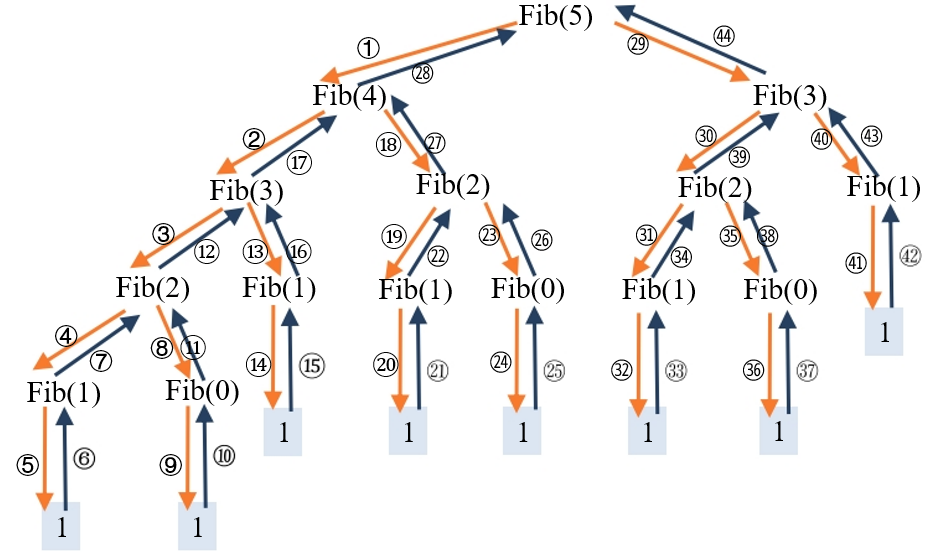 Fib(5)
① ㉘ ㉙ ㊹
Fib(4) Fib(3)
② ⑰ ⑱ ㉗ ㉚ ㊴ ㊵ ㊸
Fib(3) Fib(2) Fib(2) Fib(1)
③ ⑫ ⑬ ⑯ ⑲ ㉒ ㉓ ㉖ ㉛ ㉞ ㉟ ㊳ ㊶ ㊷
Fib(2) Fib(1) Fib(1) Fib(0) Fib(1) Fib(0) 1
④ ⑦ ⑧ ⑪ ⑭ ⑮ ⑳ ㉑ ㉔ ㉕ ㉜ ㉝ ㊱ ㊲
Fib(1) Fib(0)
1 1 1 1 1
⑤ ⑥ ⑨ ⑩
1 1